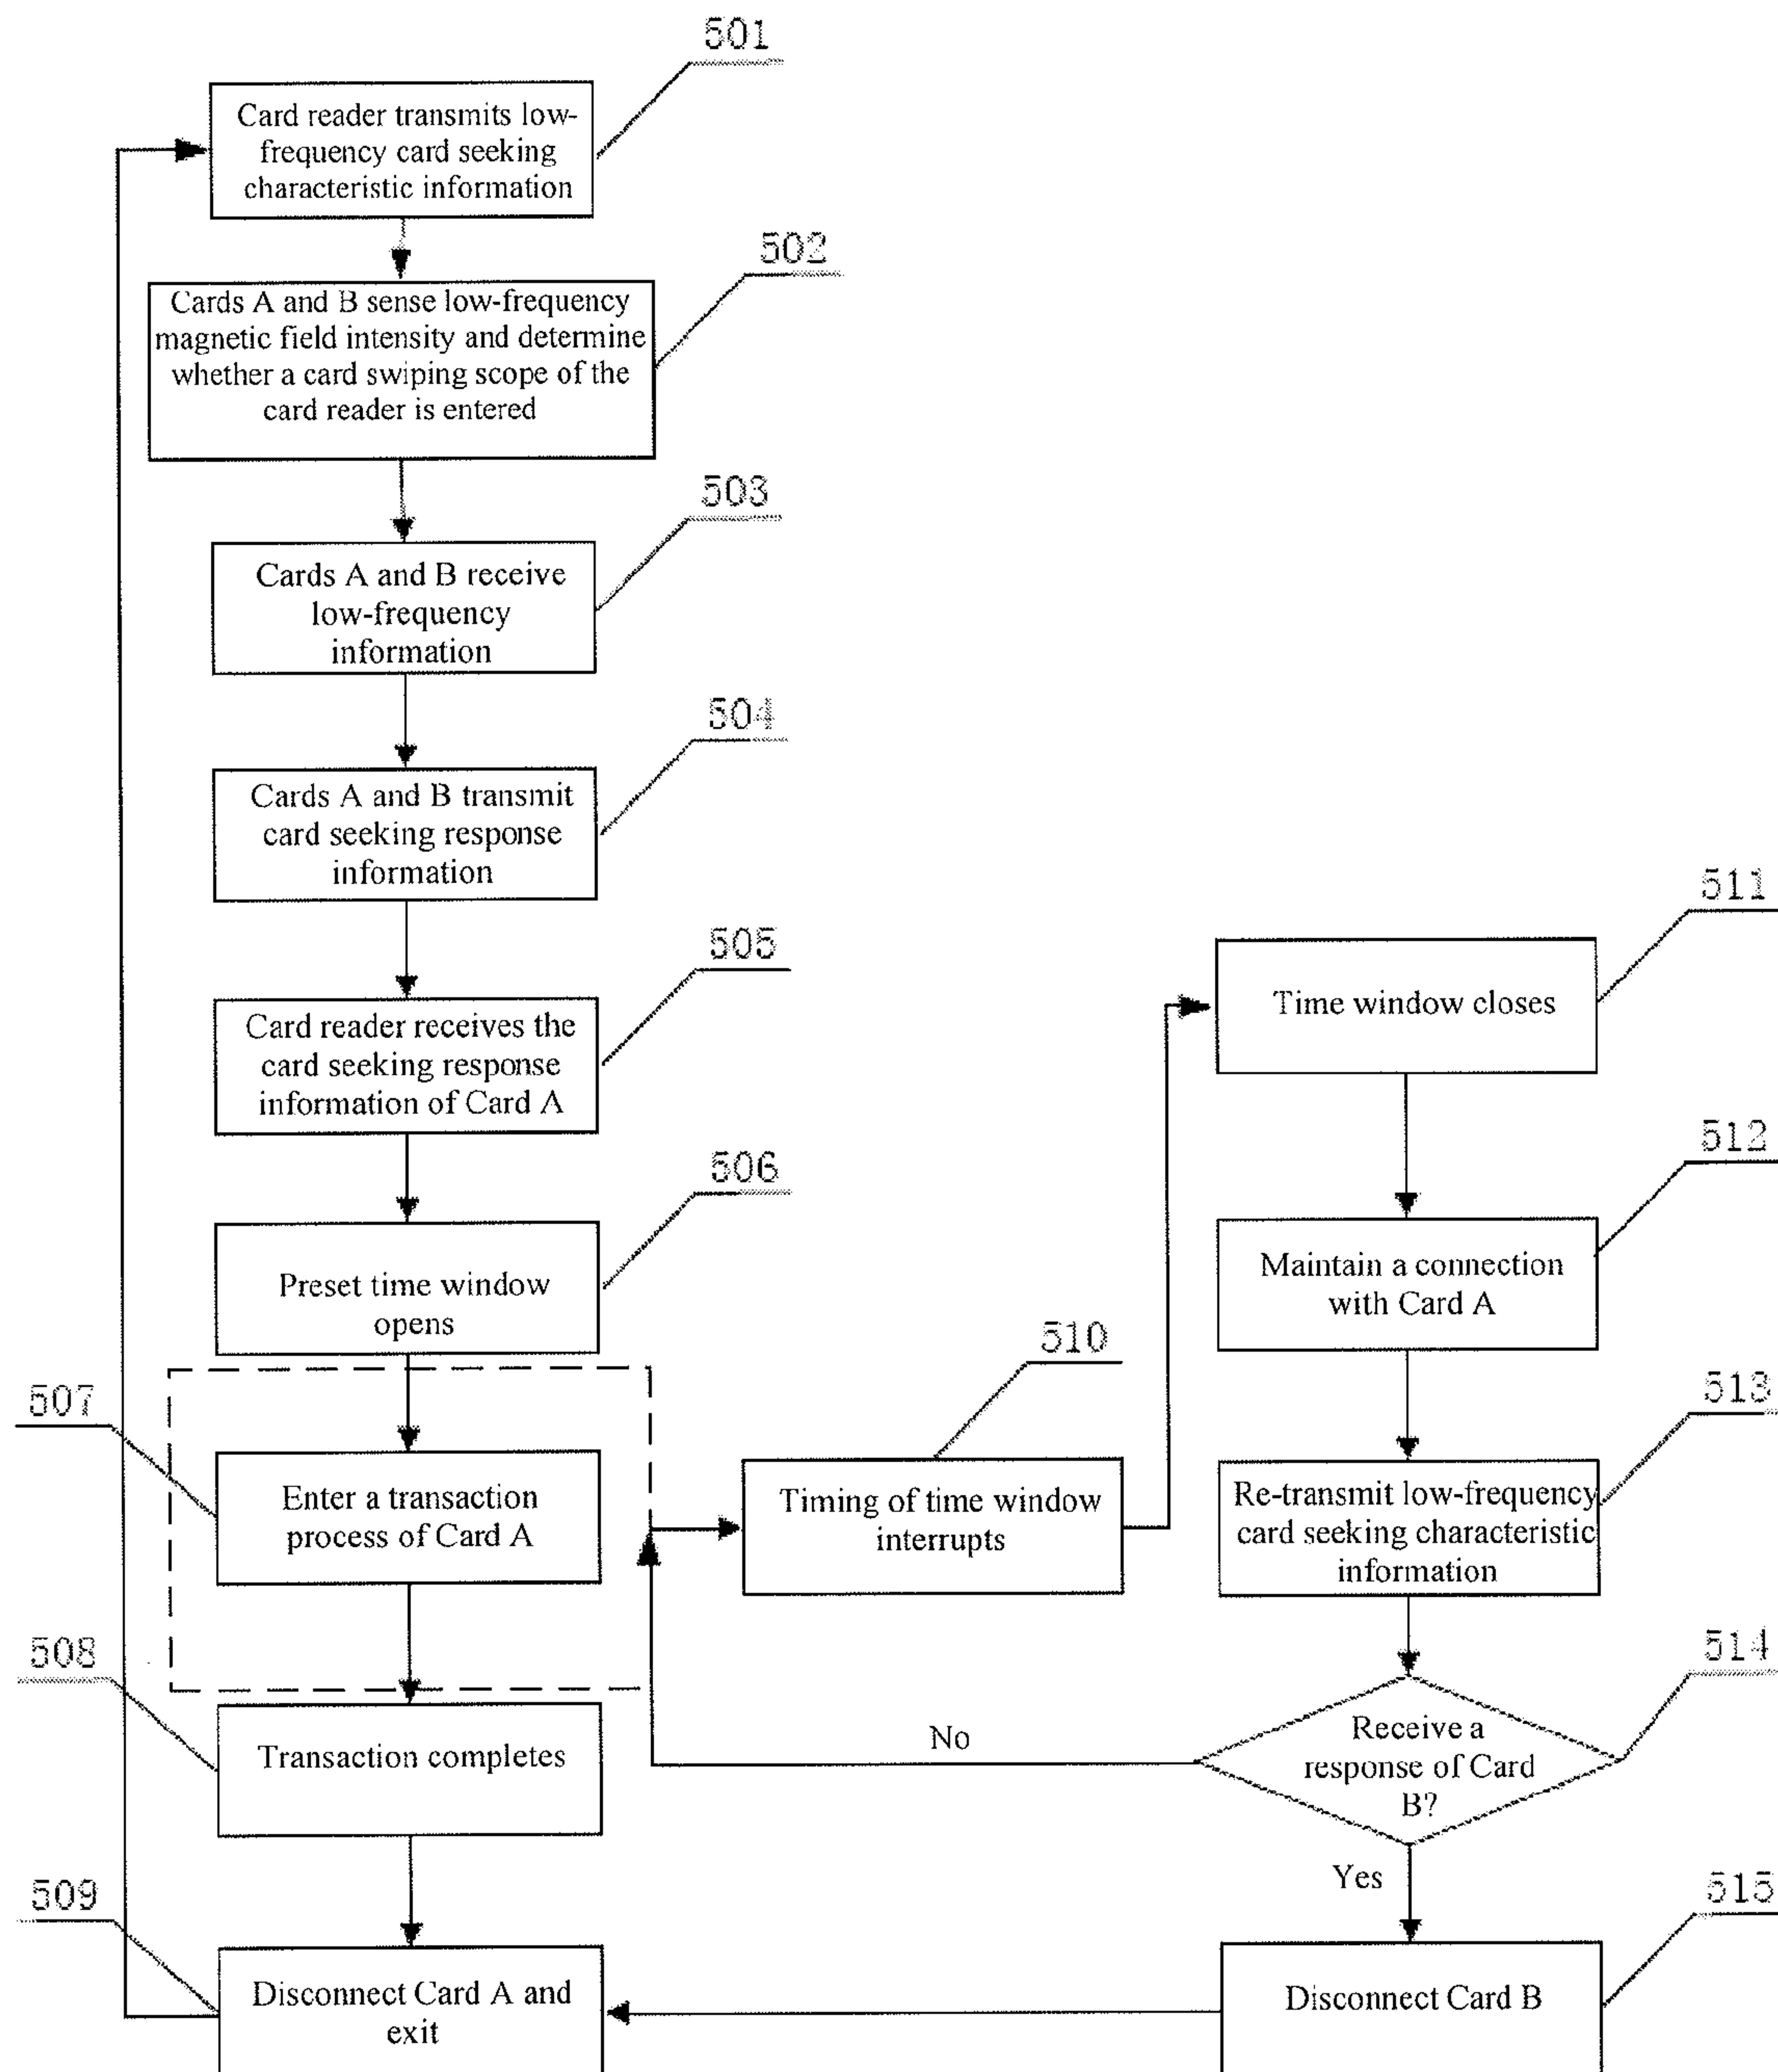 501
Card reader transmits low-
frequency card seeking
characteristic information
502
Cards A and B sense low-frequency
magnetic field intensity and determine
whether a card swiping scope of the
card reader is entered
503
Cards A and B receive
low-frequency
information
504
Cards A and B transmit
card seeking response
information
505
Card reader receives the
card seeking response
information of Card A
506
Preset time window
opens
507
Enter a transaction
process of Card A
508
Transaction completes
509
Disconnect Card A and
exit
510
Timing of time window
interrupts
511
Time window closes
512
Maintain a connection
with Card A
513
Re-transmit low-frequency
card seeking characteristic
information
514
Receive a
response of Card
B?
No
Yes
515
Disconnect Card B